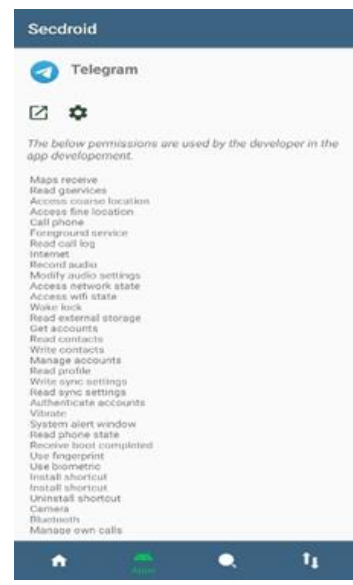 Secdroid
Telegram
The below permissions are used by the developer in the
app developement.
Maps receive
Read gservices
Access coarse location
Access fine location
Call phone
Foreground service
Read call log
Internet
Record audio
Modify audio settings
Access network state
Access wifi state
Wake lock
Read external storage
Get accounts
Read contacts
Write contacts
Manage accounts
Read profile
Write sync settings
Read sync settings
Authenticate accounts
Vibrate
System alert window
Read phone state
Receive boot completed
Use fingerprint
Use biometric
Install shortcut
Install shortcut
Uninstall shortcut
Camera
Bluetooth
Manage own calls
Apps